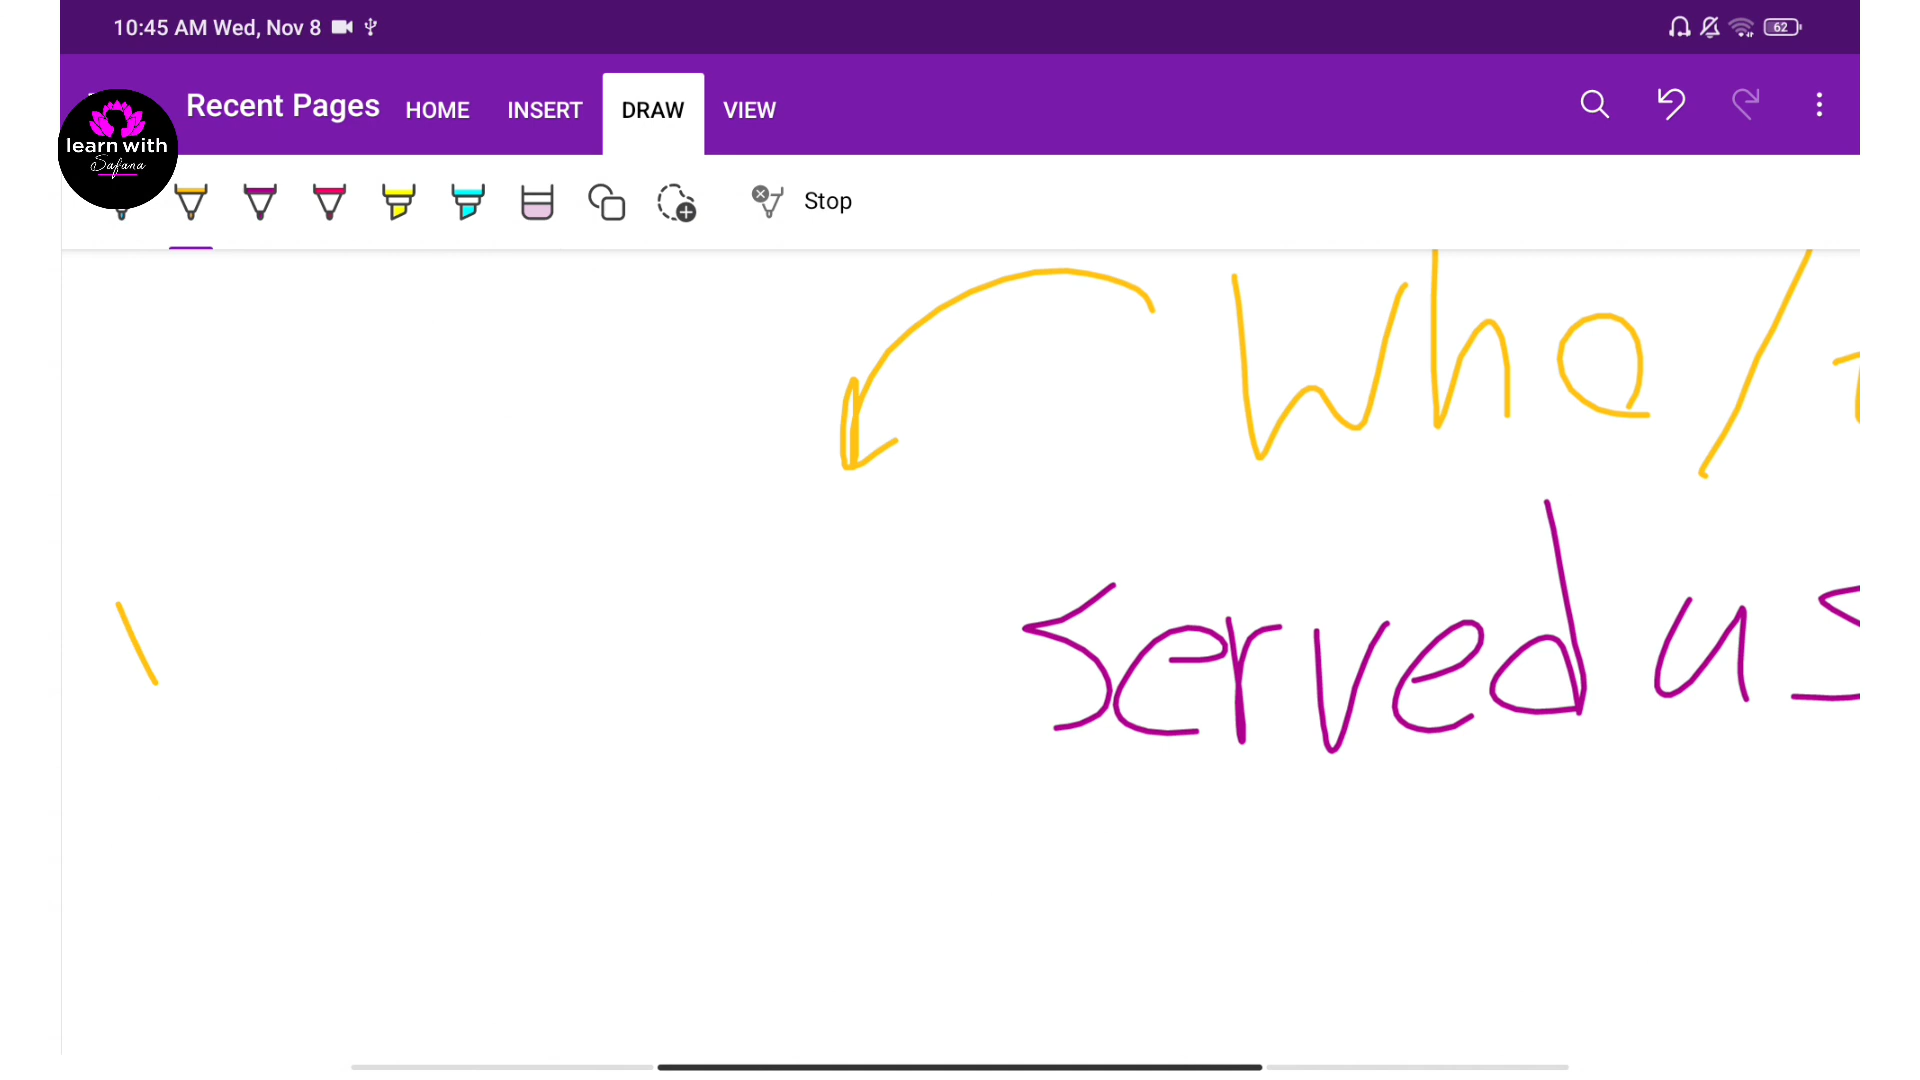 10:45 AM Wed, Nov 8
62
Recent Pages HOME INSERT DRAW VIEW
learn with
Safana
Stop
Who/
Served us